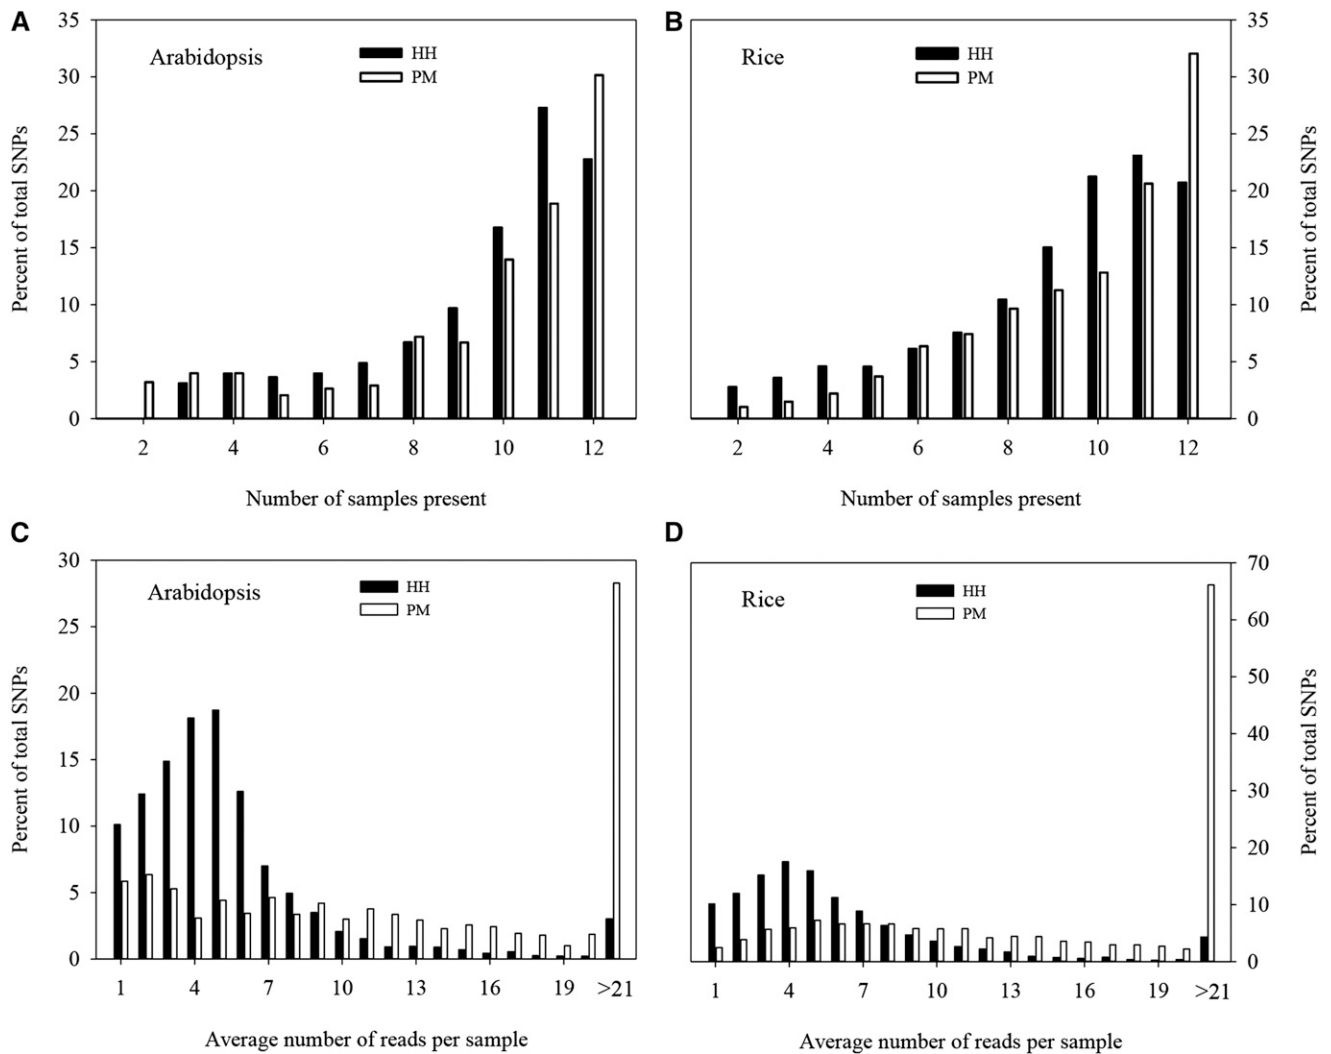 A
35
30
25
20
15
10
5
0
Percent of total SNPs
Arabidopsis
HH
PM
2 4 6 8 10 12
Number of samples present
B
35
30
25
20
15
10
5
0
Percent of total SNPs
Rice
HH
PM
2 4 6 8 10 12
Number of samples present
C
30
25
20
15
10
5
0
Percent of total SNPs
Arabidopsis
HH
PM
1 4 7 10 13 16 19 >21
Average number of reads per sample
D
70
60
50
40
30
20
10
0
Percent of total SNPs
Rice
HH
PM
1 4 7 10 13 16 19 >21
Average number of reads per sample